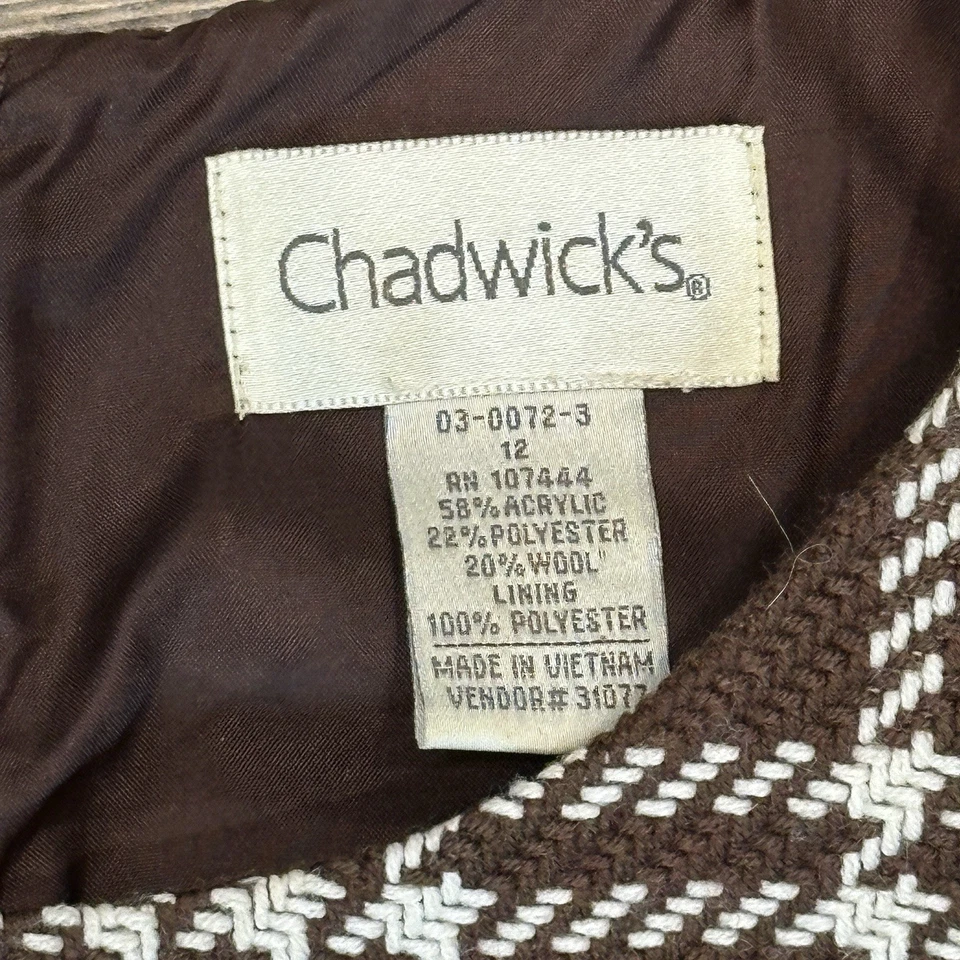 Chadwick's®
03-0072-3
12
RN 107444
58% ACRYLIC
22% POLYESTER
20% WOOL"
LINING
100% POLYESTER
MADE IN VIETNAM
VENDOR# 31077